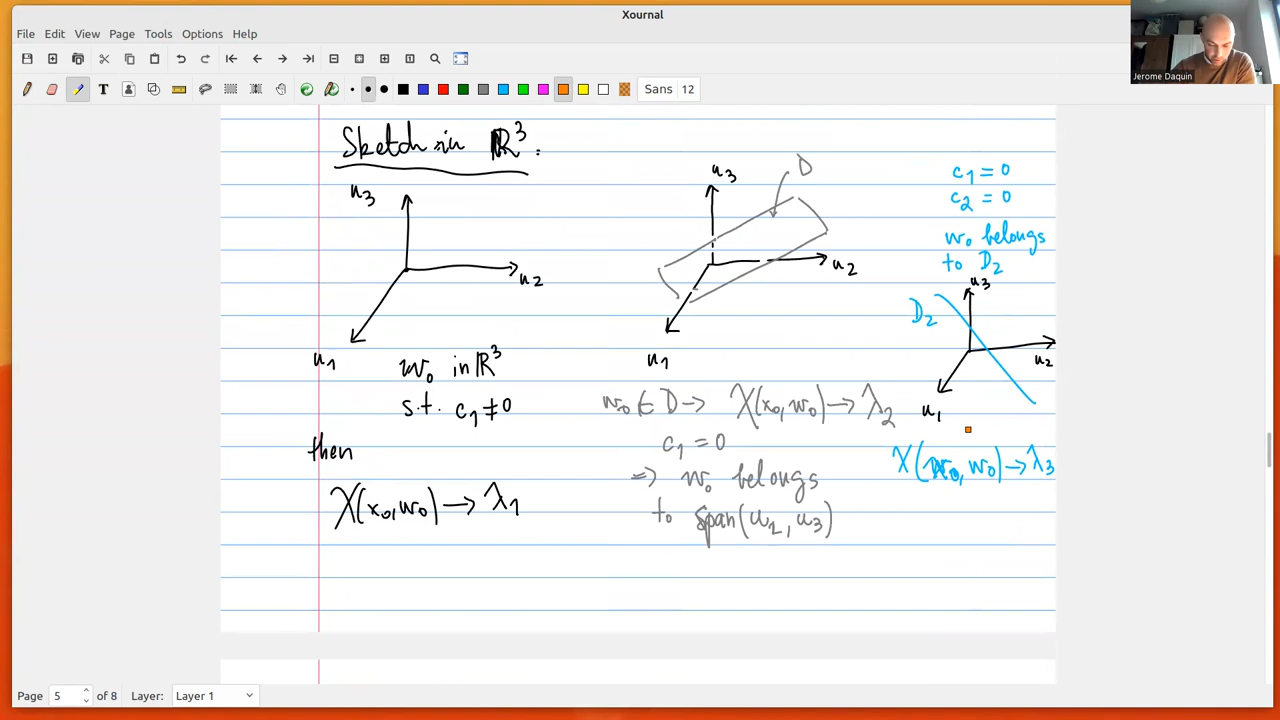 Xournal
File Edit View Page Tools Options Help
Sans 12
Jerome Daquin
Sketch in ℝ³:
u₃
u₂
u₁
w₀ in ℝ³
s.t. c₁ ≠ 0
then
χ(x₀, w₀) → λ₁
u₃
D
u₂
u₁
w₀ ∈ D → χ(x₀, w₀) → λ₂
c₁ = 0
⇒ w₀ belongs
to span(u₂, u₃)
c₁ = 0
c₂ = 0
w₀ belongs
to D₂
u₃
D₂
u₂
u₁
χ(w₀, w₀) → λ₃
Page 5 of 8 Layer: Layer 1